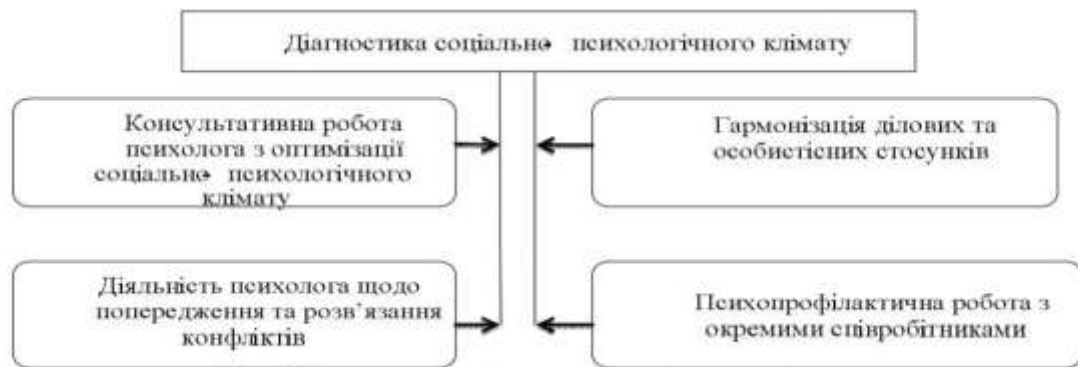 Діагностика соціально психологічного клімату
Консультативна робота
психолога з оптимізації
соціально психологічного
клімату
Гармонізація ділових та
особистісних стосунків
Діяльність психолога щодо
попередження та розв’язання
конфліктів
Психопрофілактична робота з
окремими співробітниками